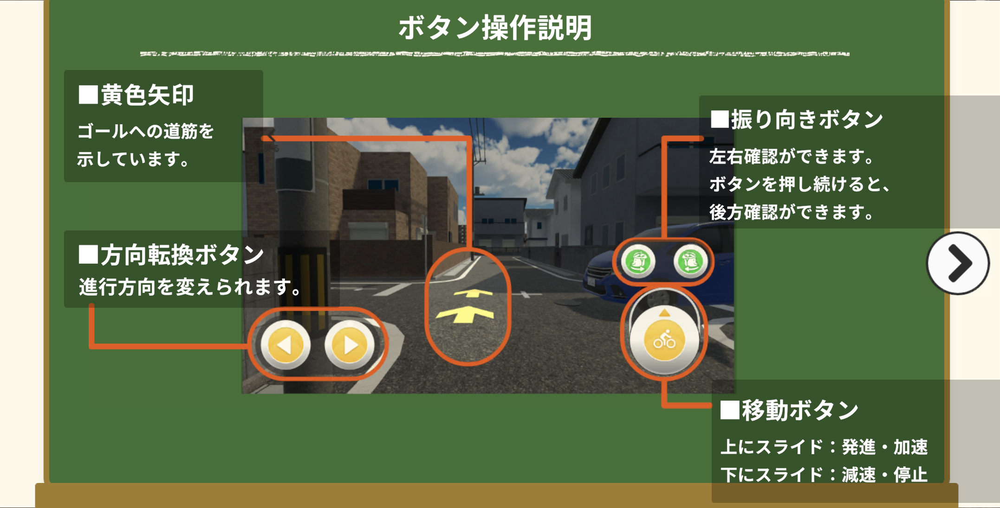 ボタン操作説明
■黄色矢印
ゴールへの道筋を
示しています。
■方向転換ボタン
進行方向を変えられます。
■振り向きボタン
左右確認ができます。
ボタンを押し続けると、
後方確認ができます。
■移動ボタン
上にスライド：発進・加速
下にスライド：減速・停止